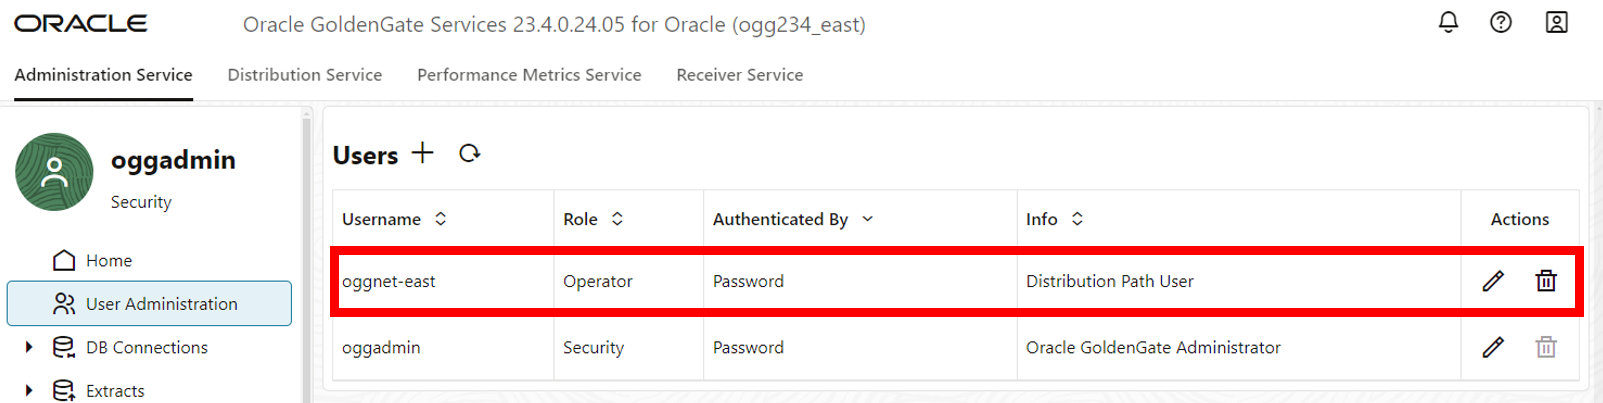 ORACLE Oracle GoldenGate Services 23.4.0.24.05 for Oracle (ogg234_east)
Administration Service Distribution Service Performance Metrics Service Receiver Service
oggadmin
Security
Home
User Administration
DB Connections
Extracts
Users
Username Role Authenticated By Info Actions
oggnet-east Operator Password Distribution Path User
oggadmin Security Password Oracle GoldenGate Administrator